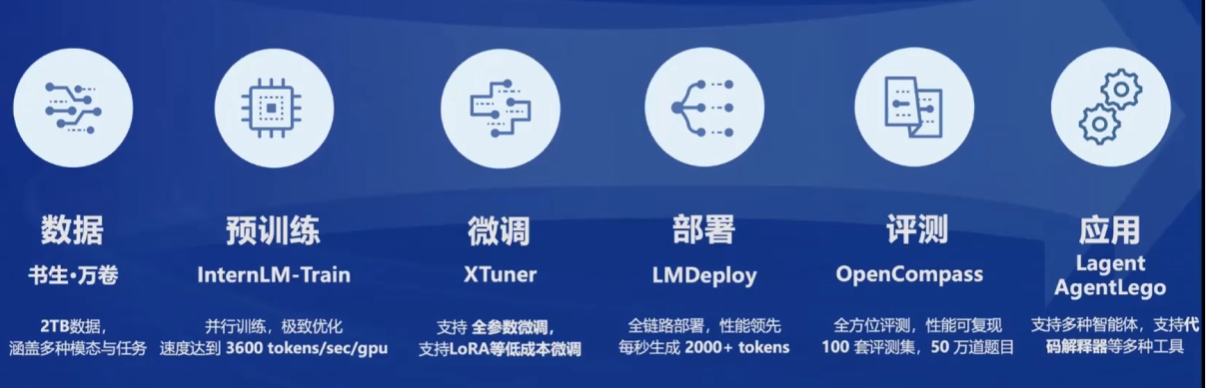 数据
书生·万卷
2TB数据，
涵盖多种模态与任务
预训练
InternLM-Train
并行训练，极致优化
速度达到 3600 tokens/sec/gpu
微调
XTuner
支持 全参数微调，
支持LoRA等低成本微调
部署
LMDeploy
全链路部署，性能领先
每秒生成 2000+ tokens
评测
OpenCompass
全方位评测，性能可复现
100 套评测集，50 万道题目
应用
Lagent
AgentLego
支持多种智能体，支持代
码解释器等多种工具